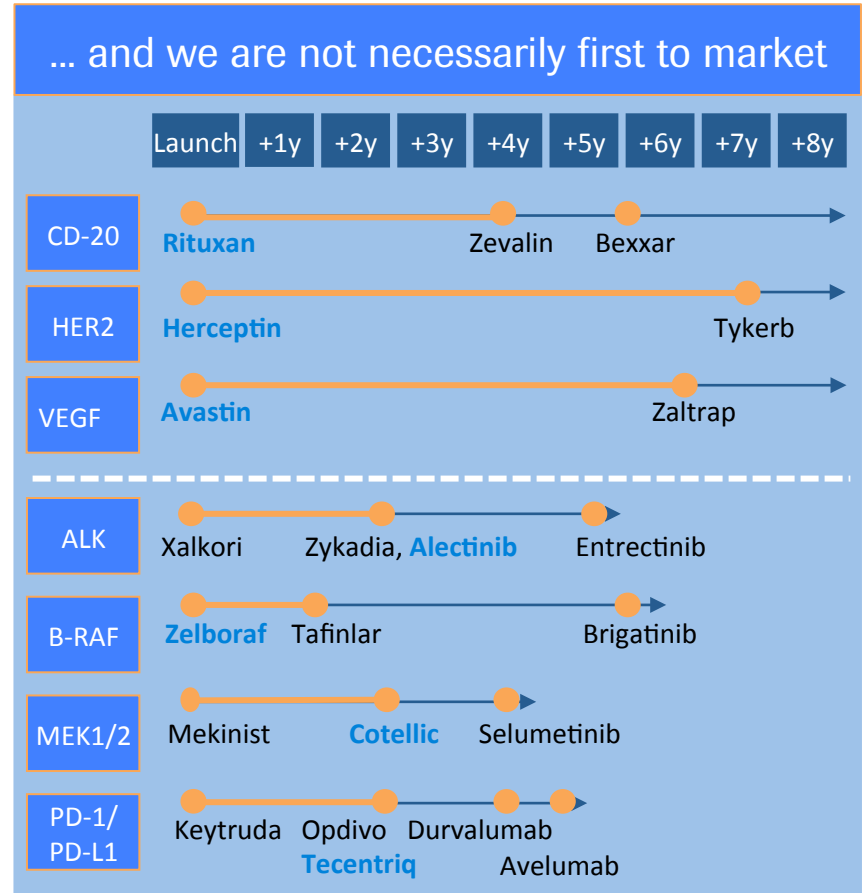 ... and we are not necessarily first to market
Launch +1y +2y +3y +4y +5y +6y +7y +8y
CD-20
Rituxan Zevalin Bexxar
HER2
Herceptin Tykerb
VEGF
Avastin Zaltrap
ALK
Xalkori Zykadia, Alectinib Entrectinib
B-RAF
Zelboraf Tafinlar Brigatinib
MEK1/2
Mekinist Cotellic Selumetinib
PD-1/
PD-L1
Keytruda Opdivo Durvalumab
Tecentriq Avelumab